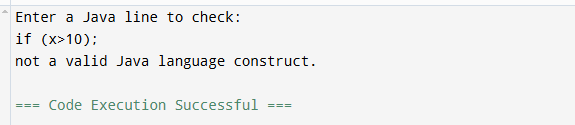 Enter a Java line to check:
if (x>10);
not a valid Java language construct.
=== Code Execution Successful ===